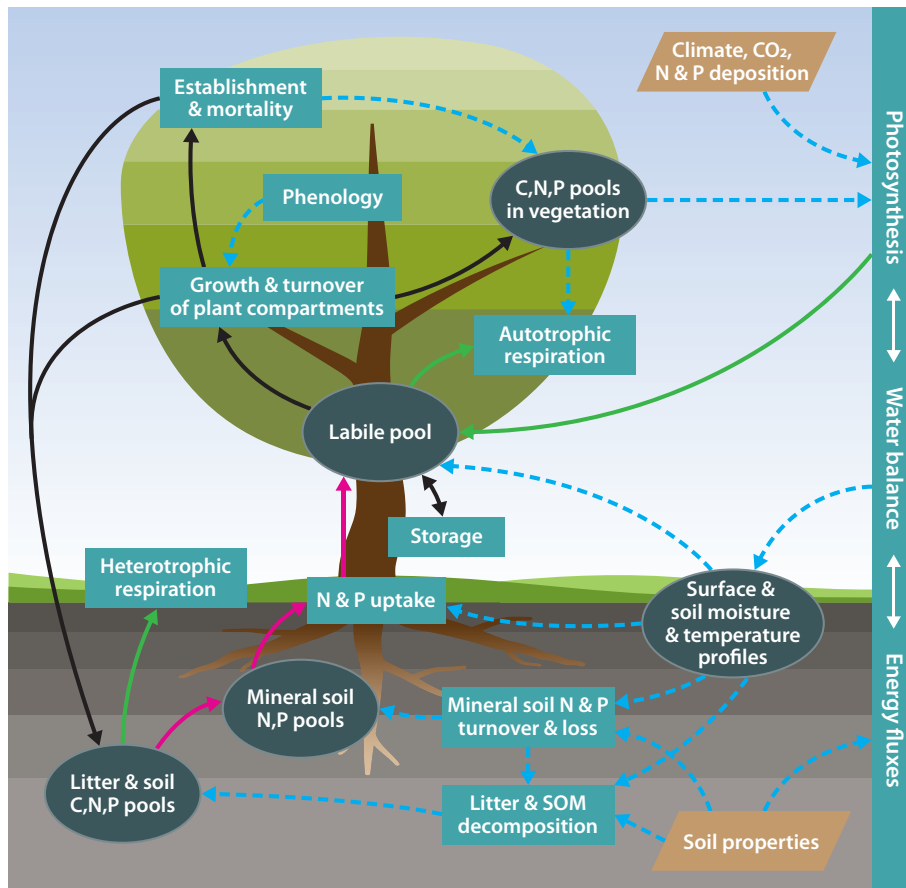 Climate, CO₂,
N & P deposition
Establishment
& mortality
Phenology
C,N,P pools
in vegetation
Photosynthesis
Growth & turnover
of plant compartments
Autotrophic
respiration
Labile pool
Water balance
Storage
Heterotrophic
respiration
N & P uptake
Surface &
soil moisture
& temperature
profiles
Energy fluxes
Mineral soil
N,P pools
Mineral soil N & P
turnover & loss
Litter & soil
C,N,P pools
Litter & SOM
decomposition
Soil properties